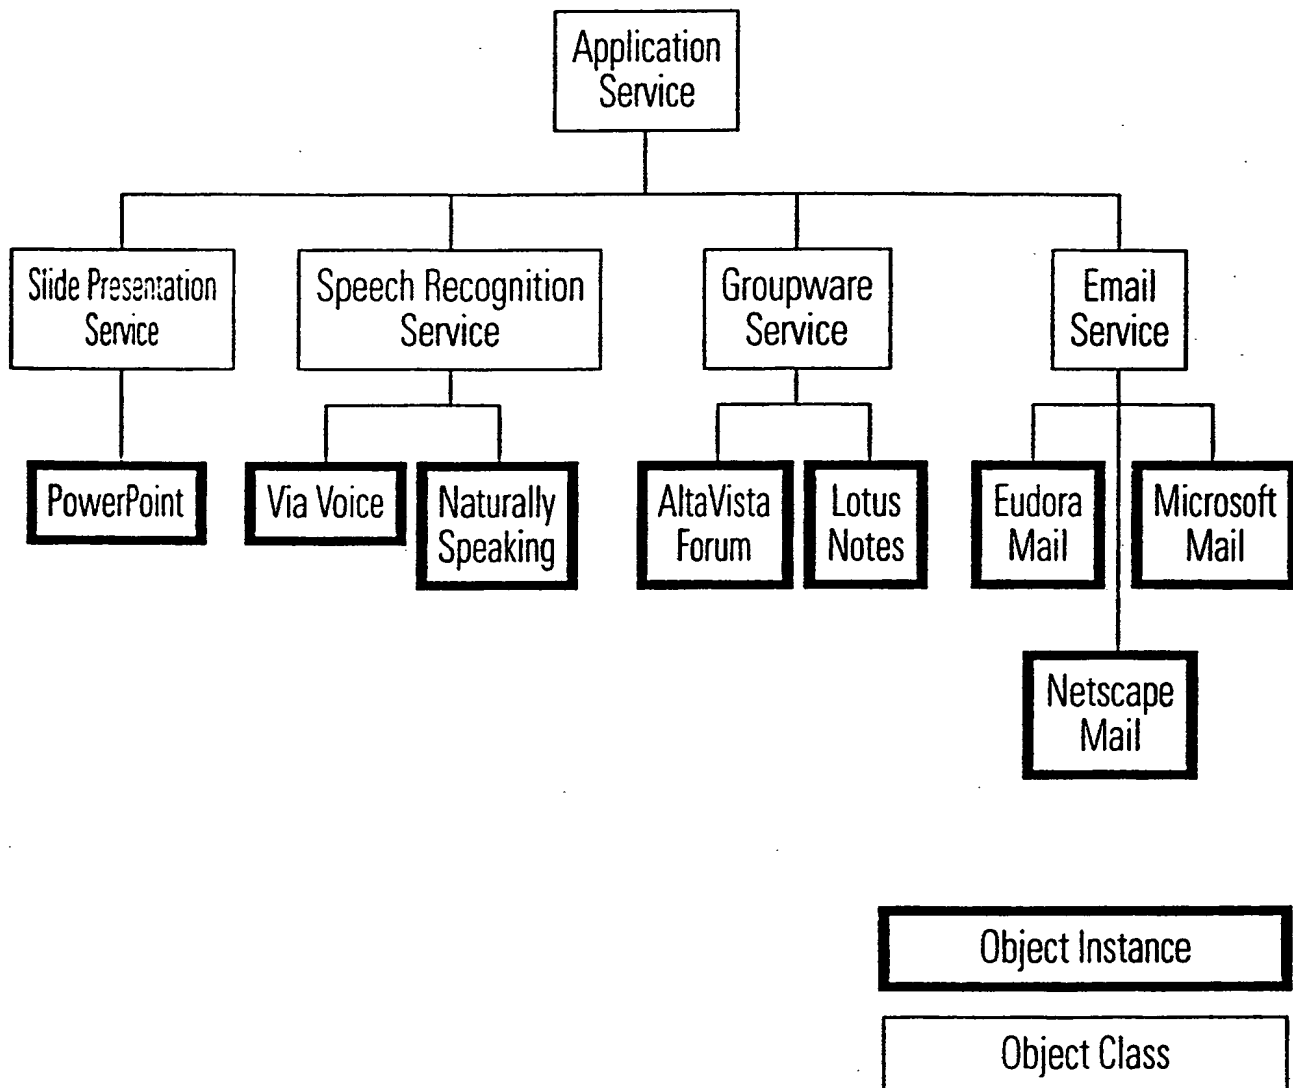 Application
Service
Slide Presentation
Service
Speech Recognition
Service
Groupware
Service
Email
Service
PowerPoint
Via Voice
Naturally
Speaking
AltaVista
Forum
Lotus
Notes
Eudora
Mail
Microsoft
Mail
Netscape
Mail
Object Instance
Object Class